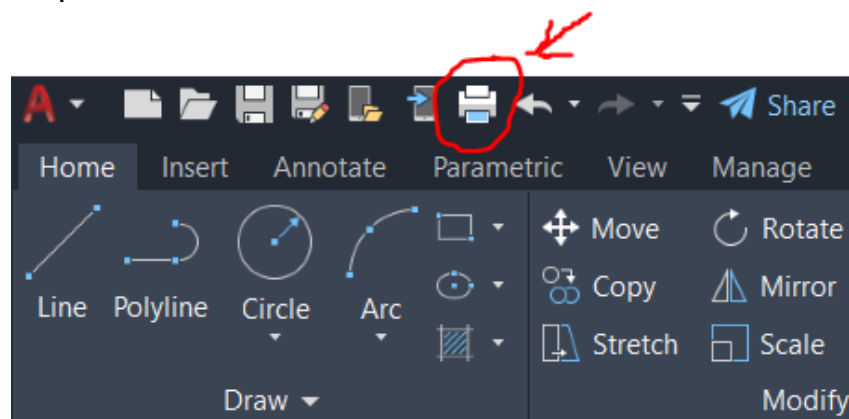 A Share
Home Insert Annotate Parametric View Manage
Move Rotate
Copy Mirror
Line Polyline Circle Arc
Stretch Scale
Draw Modify